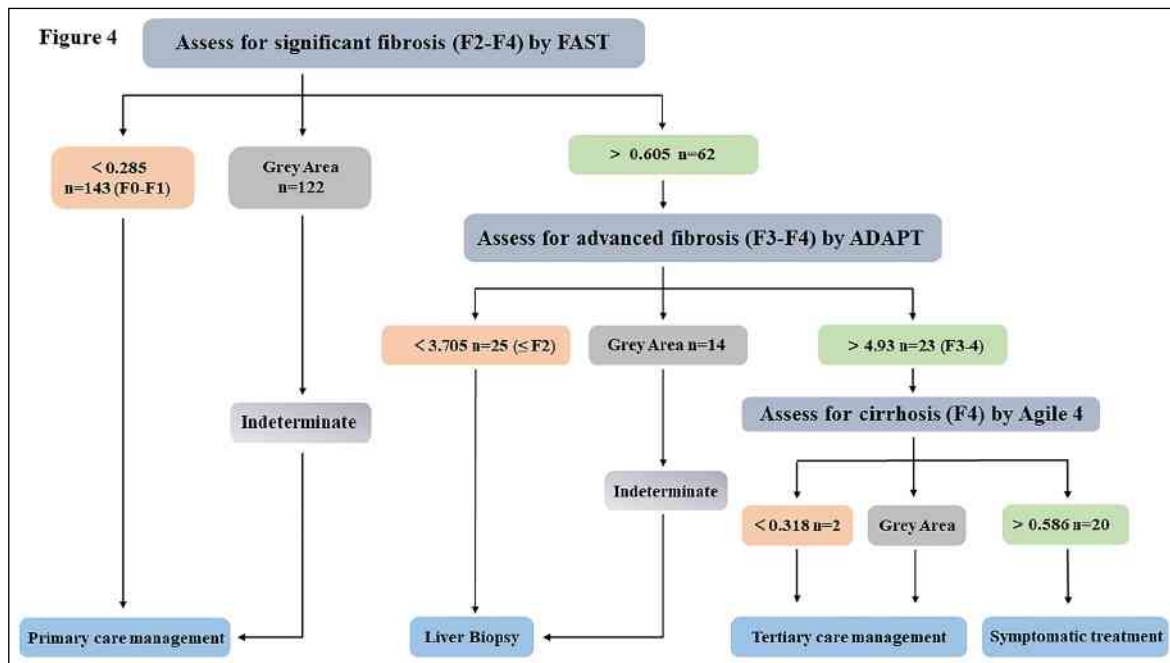 Figure 4
Assess for significant fibrosis (F2-F4) by FAST
< 0.285
n=143 (F0-F1)
Grey Area
n=122
> 0.605 n=62
Assess for advanced fibrosis (F3-F4) by ADAPT
< 3.705 n=25 (≤ F2)
Grey Area n=14
> 4.93 n=23 (F3-4)
Indeterminate
Assess for cirrhosis (F4) by Agile 4
Indeterminate
< 0.318 n=2
Grey Area
> 0.586 n=20
Primary care management
Liver Biopsy
Tertiary care management
Symptomatic treatment